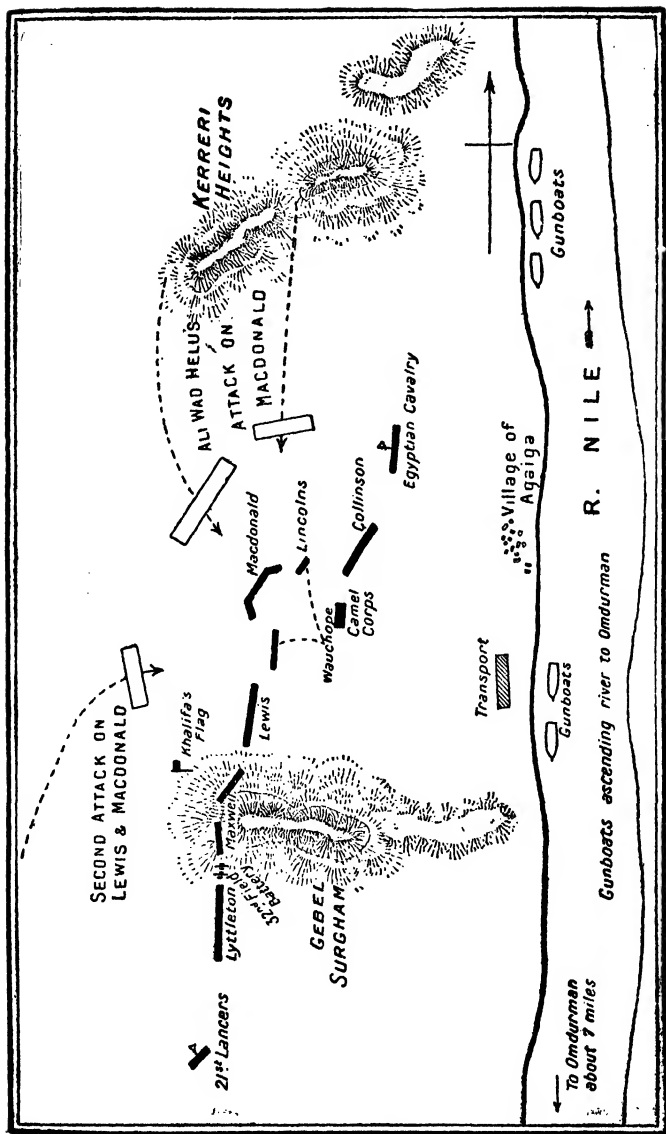 KERRERI
HEIGHTS
ALI WAD HELUS
ATTACK ON
MACDONALD
SECOND ATTACK ON
LEWIS & MACDONALD
Khalifa's
Flag
Macdonald
Lincolns
Collinson
Egyptian Cavalry
Wauchope
Camel
Corps
Lewis
Maxwell
32nd Field
Battery
Lyttleton
21st Lancers
GEBEL
SURGHAM
Village of
Agaiga
Transport
Gunboats
Gunboats
R. NILE
Gunboats ascending river to Omdurman
To Omdurman
about 7 miles